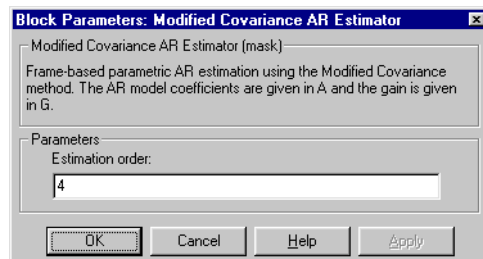 Block Parameters: Modified Covariance AR Estimator
Modified Covariance AR Estimator (mask)
Frame-based parametric AR estimation using the Modified Covariance
method. The AR model coefficients are given in A and the gain is given
in G.
Parameters
Estimation order:
4
OK Cancel Help Apply